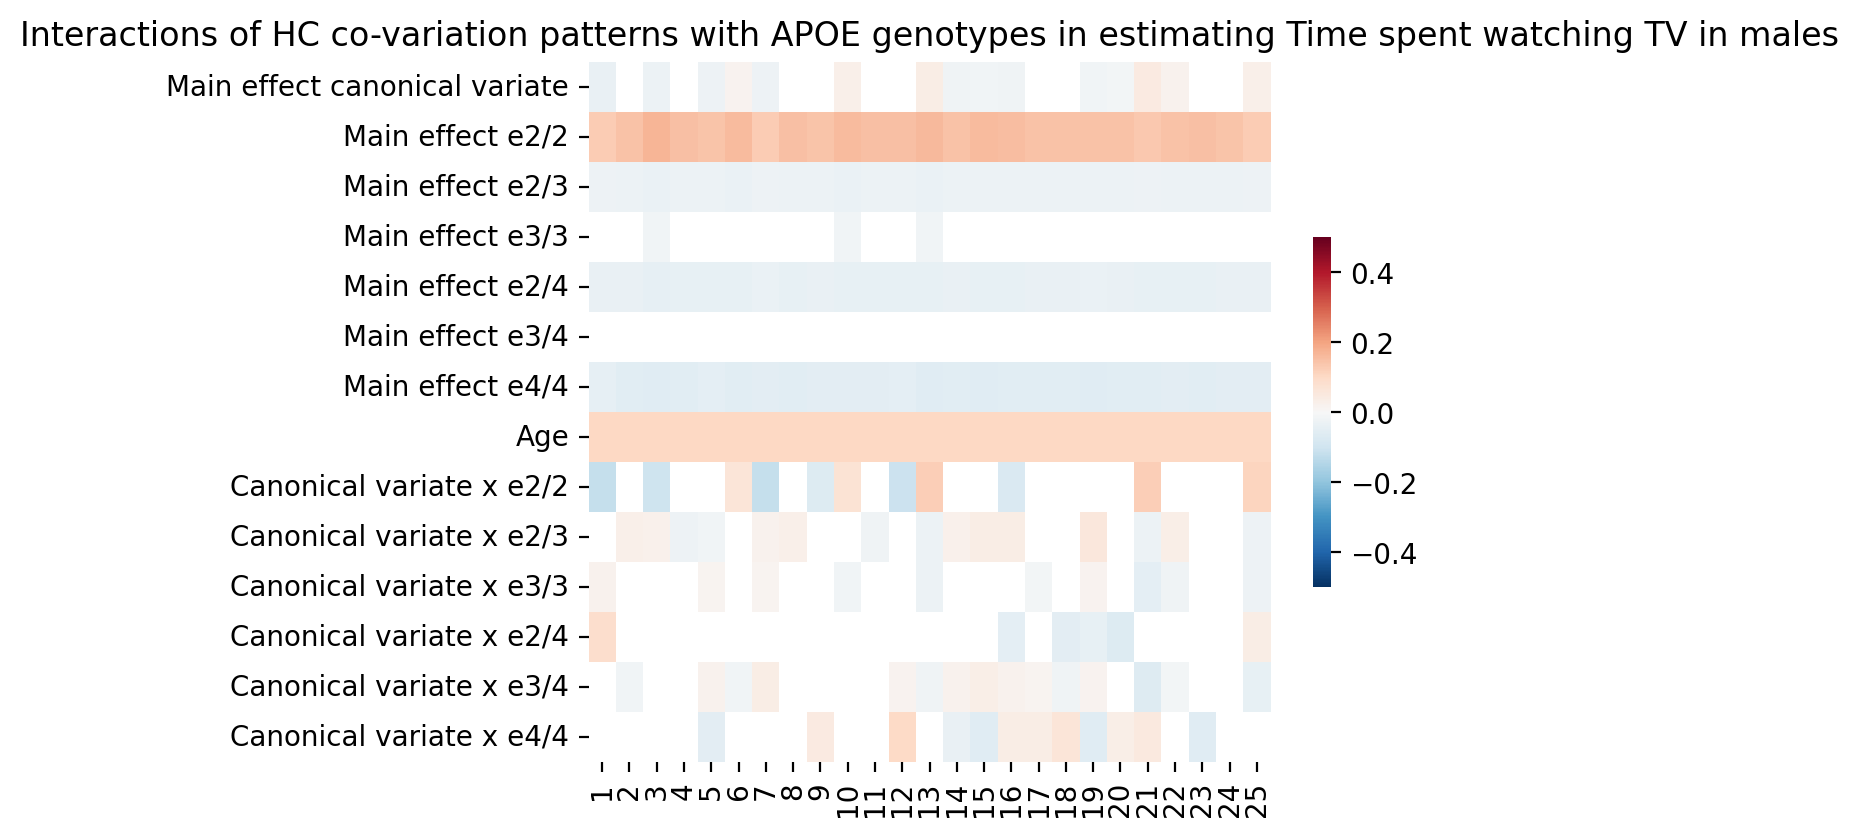 Interactions of HC co-variation patterns with APOE genotypes in estimating Time spent watching TV in males
Main effect canonical variate
Main effect e2/2
Main effect e2/3
Main effect e3/3
Main effect e2/4
Main effect e3/4
Main effect e4/4
Age
Canonical variate x e2/2
Canonical variate x e2/3
Canonical variate x e3/3
Canonical variate x e2/4
Canonical variate x e3/4
Canonical variate x e4/4
1 2 3 4 5 6 7 8 9 10 11 12 13 14 15 16 17 18 19 20 21 22 23 24 25
0.4
0.2
0.0
−0.2
−0.4